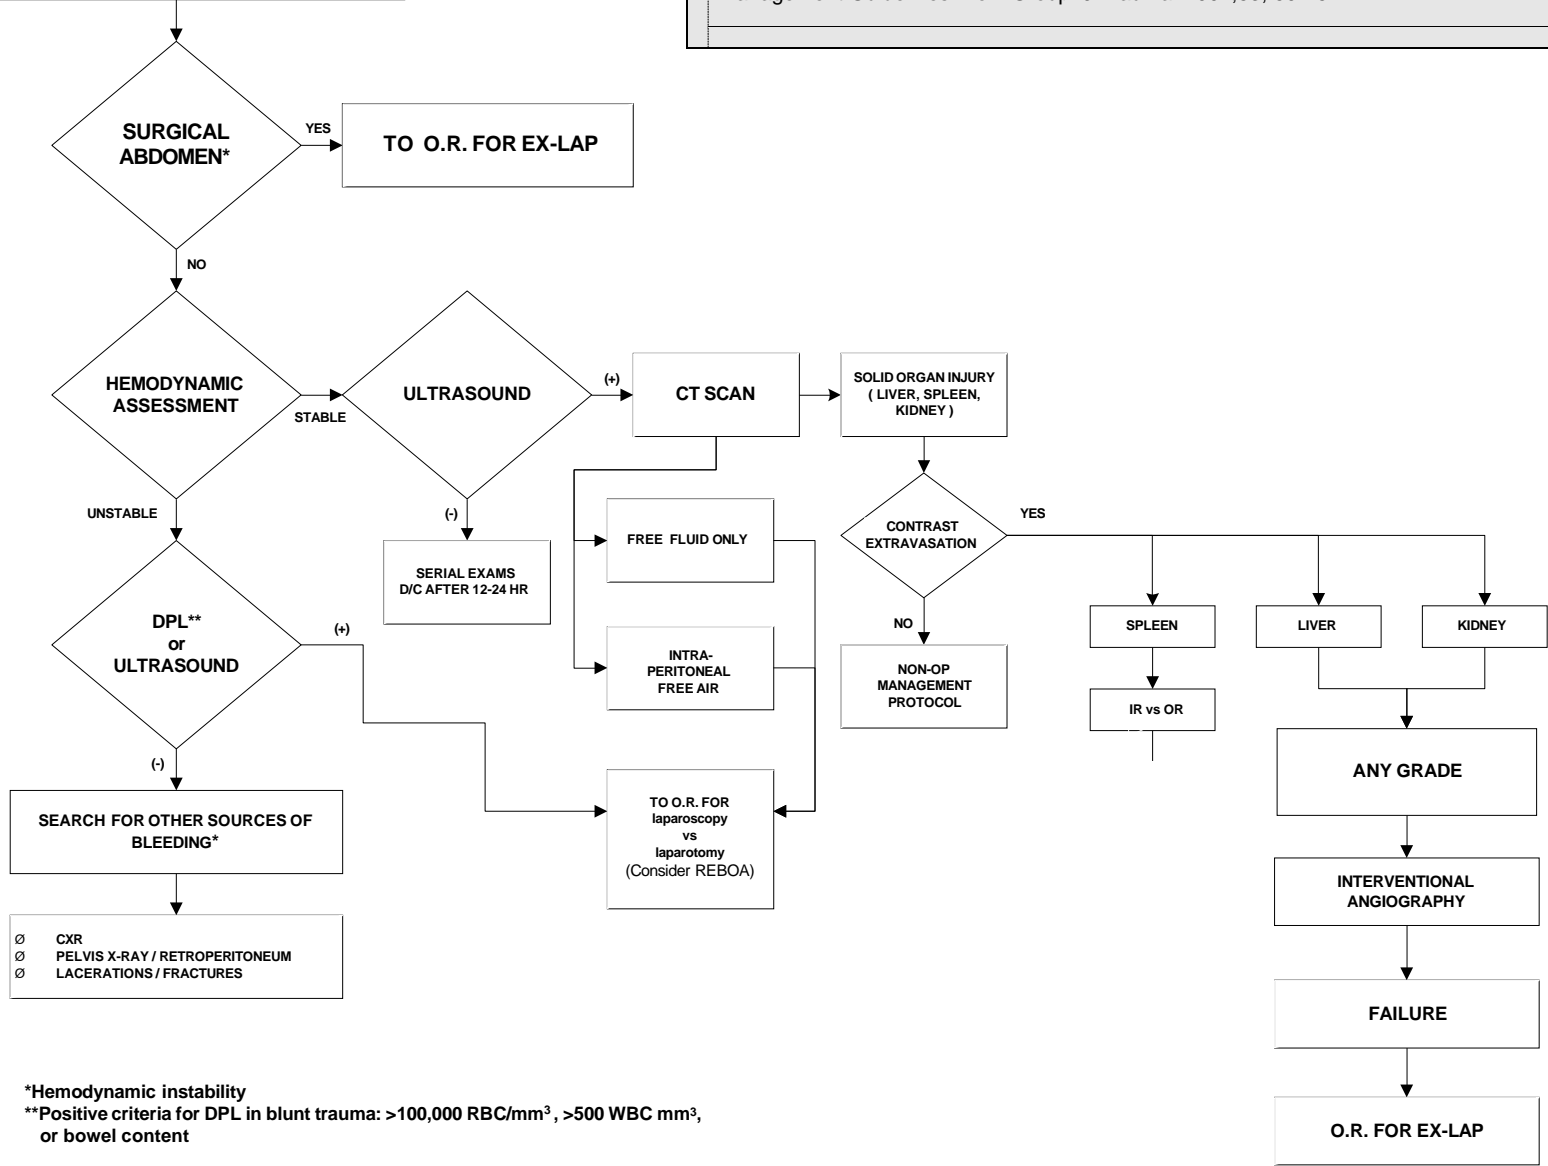 SURGICAL
ABDOMEN*
YES
TO O.R. FOR EX-LAP
NO
HEMODYNAMIC
ASSESSMENT
STABLE
ULTRASOUND
(+)
CT SCAN
SOLID ORGAN INJURY
( LIVER, SPLEEN,
KIDNEY )
UNSTABLE
(-)
SERIAL EXAMS
D/C AFTER 12-24 HR
FREE FLUID ONLY
CONTRAST
EXTRAVASATION
YES
DPL**
or
ULTRASOUND
(+)
INTRA-
PERITONEAL
FREE AIR
NO
NON-OP
MANAGEMENT
PROTOCOL
SPLEEN
LIVER
KIDNEY
IR vs OR
(-)
SEARCH FOR OTHER SOURCES OF
BLEEDING*
TO O.R. FOR
laparoscopy
vs
laparotomy
(Consider REBOA)
ANY GRADE
INTERVENTIONAL
ANGIOGRAPHY
Ø CXR
Ø PELVIS X-RAY / RETROPERITONEUM
Ø LACERATIONS / FRACTURES
FAILURE
O.R. FOR EX-LAP
*Hemodynamic instability
**Positive criteria for DPL in blunt trauma: >100,000 RBC/mm³ , >500 WBC mm³,
or bowel content